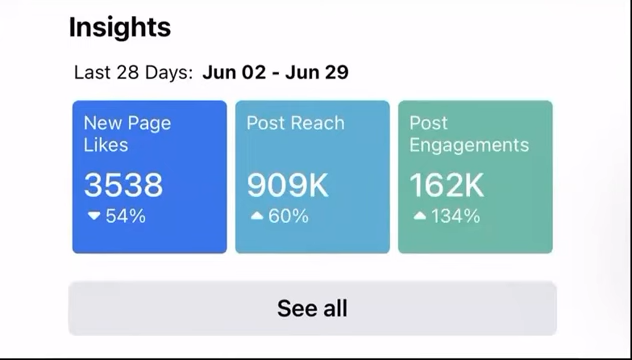 Insights
Last 28 Days: Jun 02 - Jun 29
New Page
Likes
3538
54%
Post Reach
909K
60%
Post
Engagements
162K
134%
See all